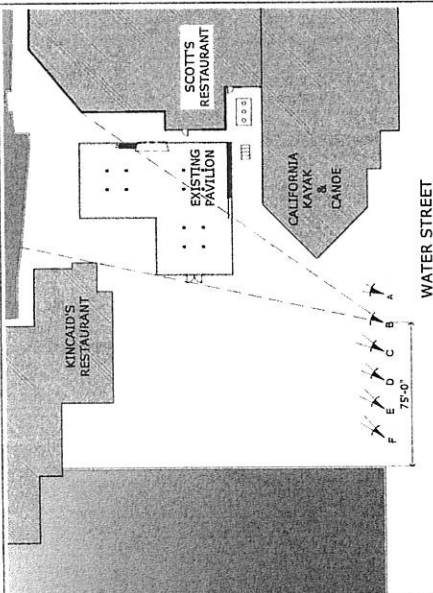 SCOTT'S
RESTAURANT
EXISTING
PAVILION
KINCAID'S
RESTAURANT
CALIFORNIA
KAYAK
&
CANOE
A
B
C
D
E
F
75'-0"
WATER STREET